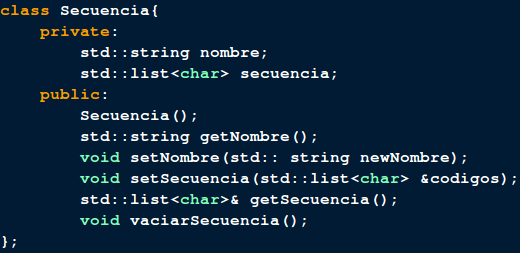 class Secuencia{
private:
std::string nombre;
std::list<char> secuencia;
public:
Secuencia();
std::string getNombre();
void setNombre(std:: string newNombre);
void setSecuencia(std::list<char> &codigos);
std::list<char>& getSecuencia();
void vaciarSecuencia();
};